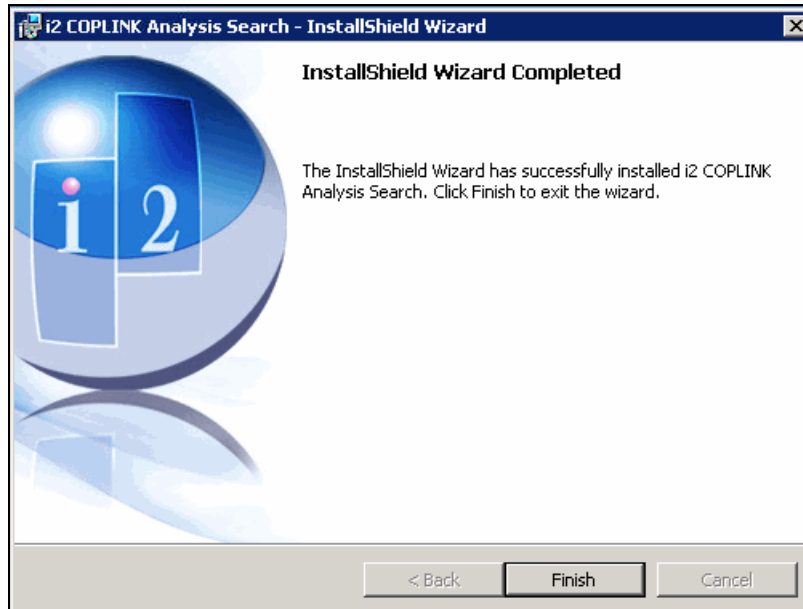 i2 COPLINK Analysis Search - InstallShield Wizard
InstallShield Wizard Completed
The InstallShield Wizard has successfully installed i2 COPLINK
Analysis Search. Click Finish to exit the wizard.
i2
< Back
Finish
Cancel